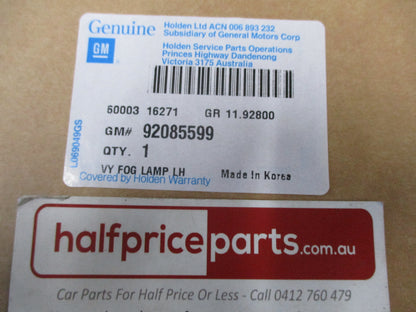 Genuine
GM
Holden Ltd ACN 006 893 232
Subsidiary of General Motors Corp
Holden Service Parts Operations
Princes Highway Dandenong
Victoria 3175 Australia
60003 16271 GR 11.92800
GM# 92085599
QTY. 1
VY FOG LAMP LH
Covered by Holden Warranty
Made in Korea
L069049GS
halfpriceparts.com.au
Car Parts For Half Price Or Less - Call 0412 760 479